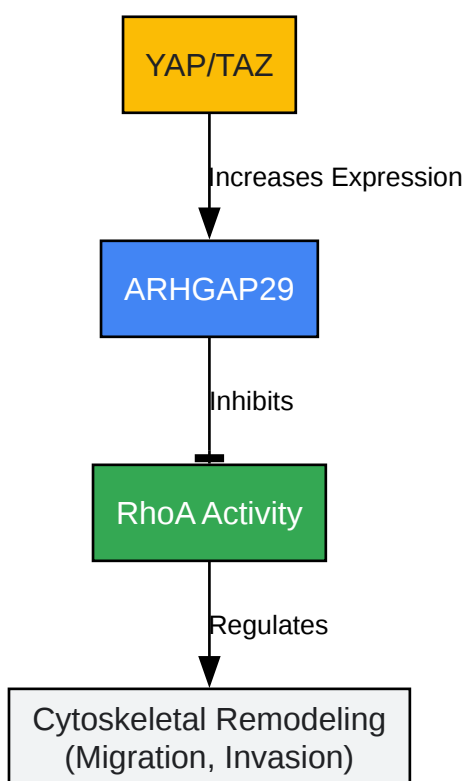 YAP/TAZ
Increases Expression
ARHGAP29
Inhibits
RhoA Activity
Regulates
Cytoskeletal Remodeling
(Migration, Invasion)